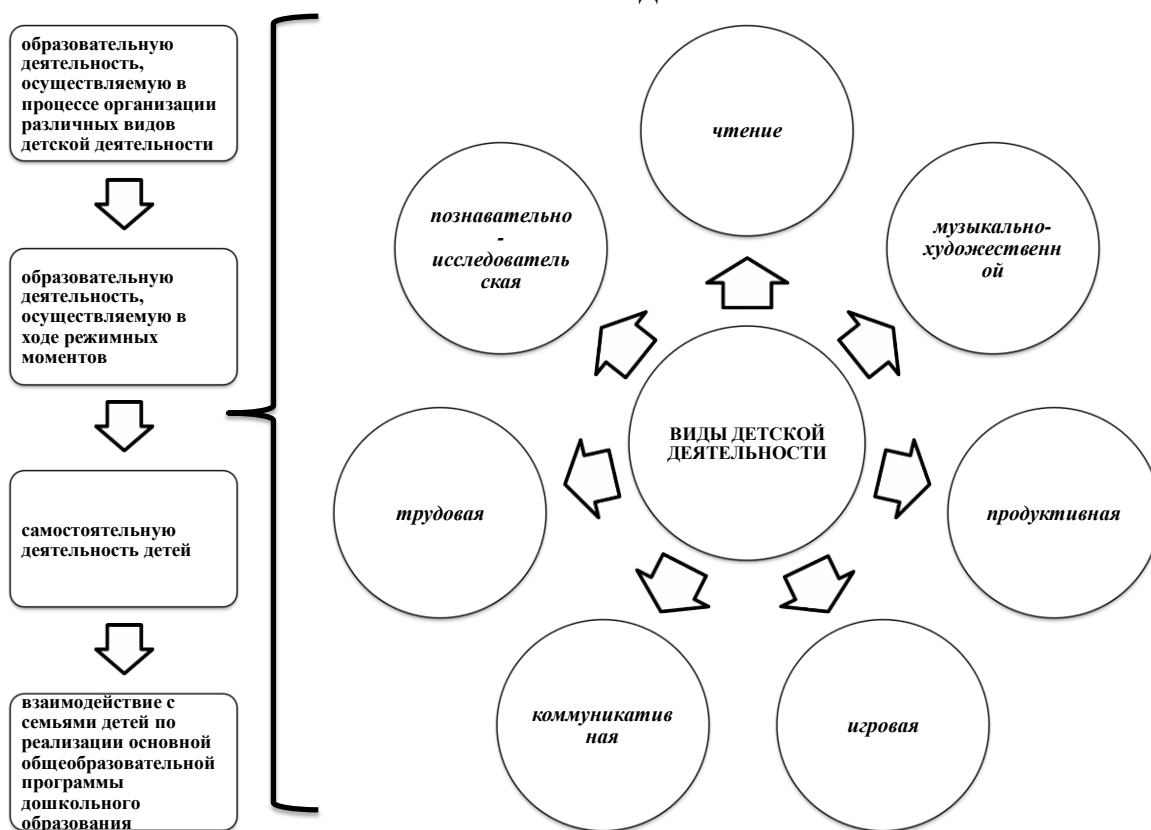 образовательную
деятельность,
осуществляемую в
процессе организации
различных видов
детской деятельности
образовательную
деятельность,
осуществляемую в
ходе режимных
моментов
самостоятельную
деятельность детей
взаимодействие с
семьями детей по
реализации основной
общеобразовательной
программы
дошкольного
образования
чтение
музыкально-
художественн
ой
продуктивная
игровая
коммуникатив
ная
трудовая
познавательно
-
исследователь
ская
ВИДЫ ДЕТСКОЙ
ДЕЯТЕЛЬНОСТИ